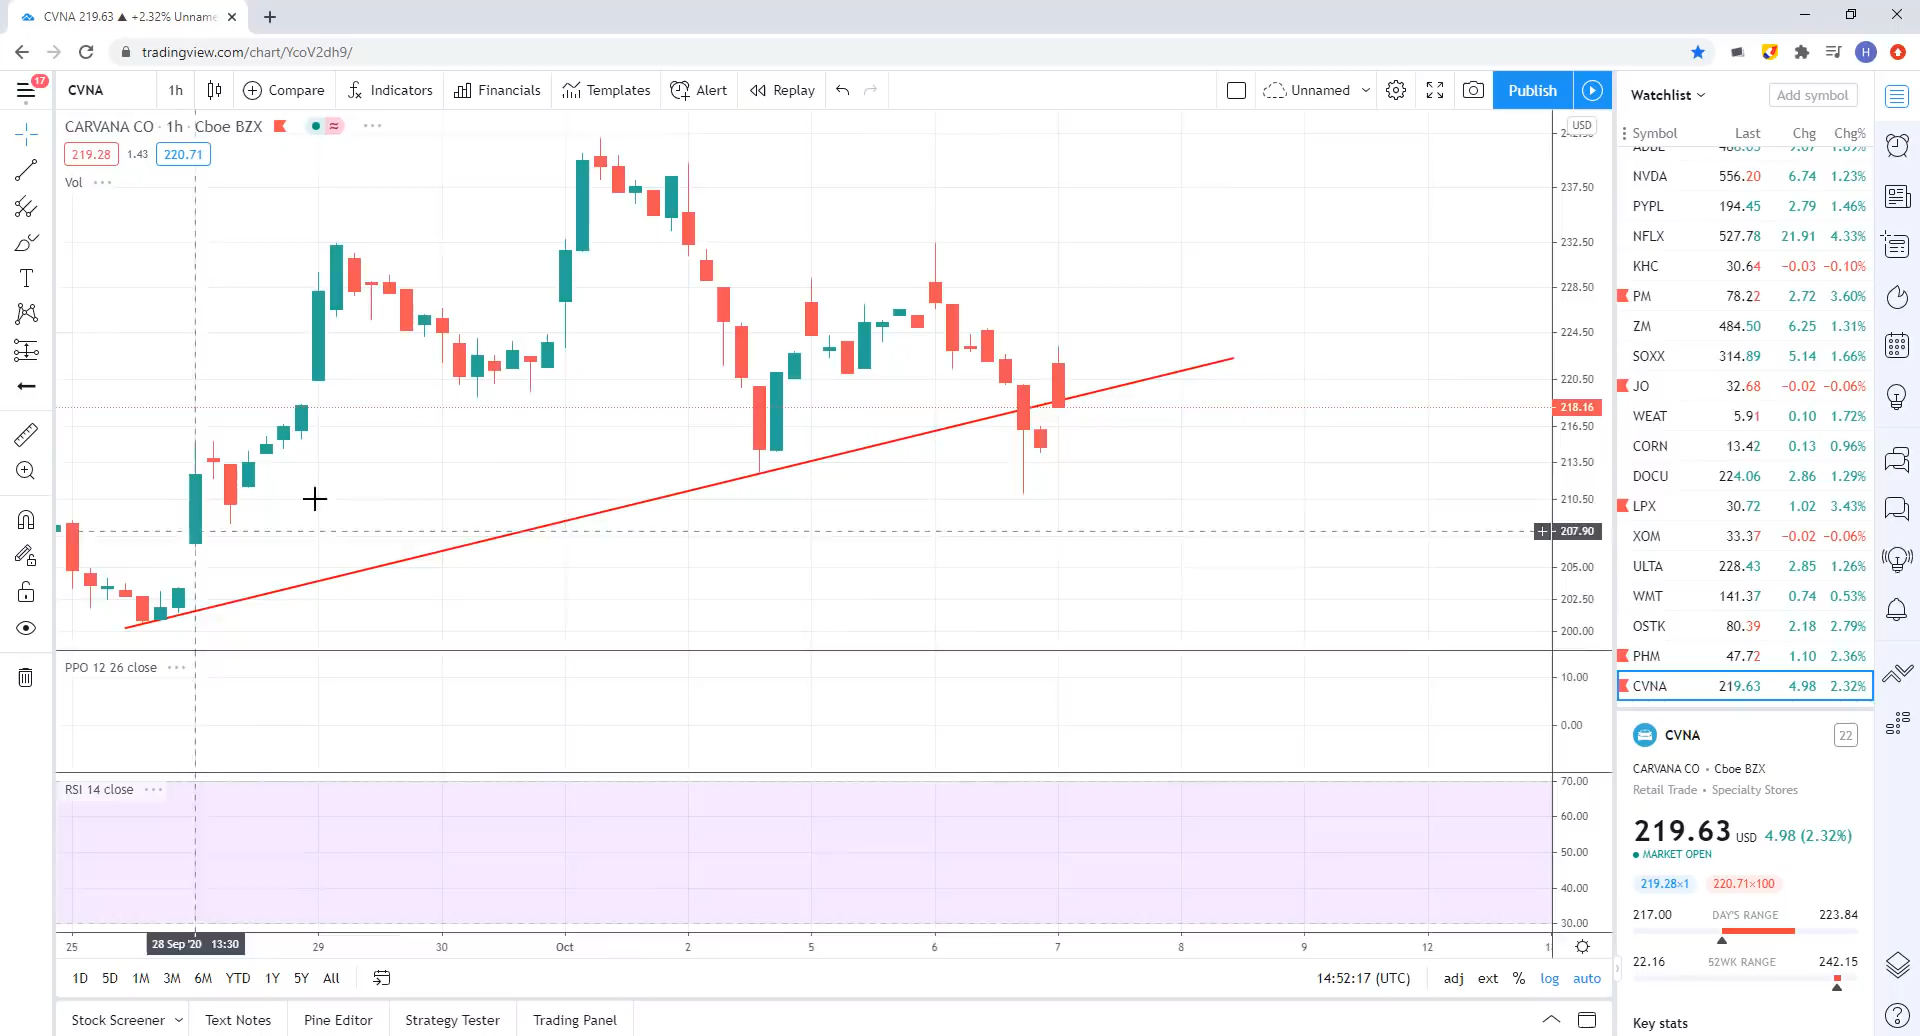 CVNA 219.63 ▲ +2.32% Unname
tradingview.com/chart/YcoV2dh9/
H
17
CVNA
1h
Compare
Indicators
Financials
Templates
Alert
Replay
Unnamed
Publish
CARVANA CO · 1h · Cboe BZX
219.28 1.43 220.71
Vol
USD
237.50
232.50
228.50
224.50
220.50
218.16
216.50
213.50
210.50
207.90
205.00
202.50
200.00
PPO 12 26 close
10.00
0.00
RSI 14 close
70.00
60.00
50.00
40.00
30.00
25 28 Sep '20 13:30 29 30 Oct 2 5 6 7 8 9 12
1D 5D 1M 3M 6M YTD 1Y 5Y All
14:52:17 (UTC) adj ext % log auto
Stock Screener Text Notes Pine Editor Strategy Tester Trading Panel
Watchlist
Add symbol
Symbol Last Chg Chg%
NVDA 556.20 6.74 1.23%
PYPL 194.45 2.79 1.46%
NFLX 527.78 21.91 4.33%
KHC 30.64 −0.03 −0.10%
PM 78.22 2.72 3.60%
ZM 484.50 6.25 1.31%
SOXX 314.89 5.14 1.66%
JO 32.68 −0.02 −0.06%
WEAT 5.91 0.10 1.72%
CORN 13.42 0.13 0.96%
DOCU 224.06 2.86 1.29%
LPX 30.72 1.02 3.43%
XOM 33.37 −0.02 −0.06%
ULTA 228.43 2.85 1.26%
WMT 141.37 0.74 0.53%
OSTK 80.39 2.18 2.79%
PHM 47.72 1.10 2.36%
CVNA 219.63 4.98 2.32%
CVNA
22
CARVANA CO • Cboe BZX
Retail Trade • Specialty Stores
219.63 USD 4.98 (2.32%)
MARKET OPEN
219.28×1 220.71×100
217.00 DAY'S RANGE 223.84
22.16 52WK RANGE 242.15
Key stats